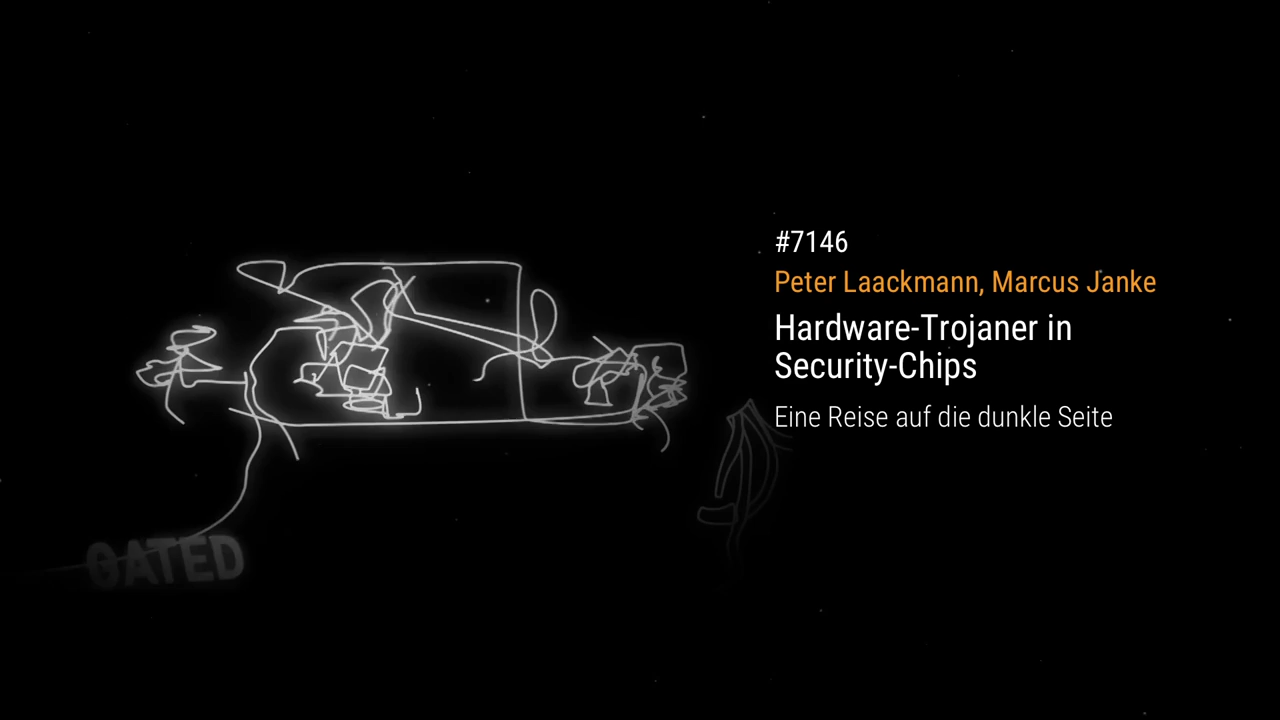 #7146
Peter Laackmann, Marcus Janke
Hardware-Trojaner in
Security-Chips
Eine Reise auf die dunkle Seite
GATED